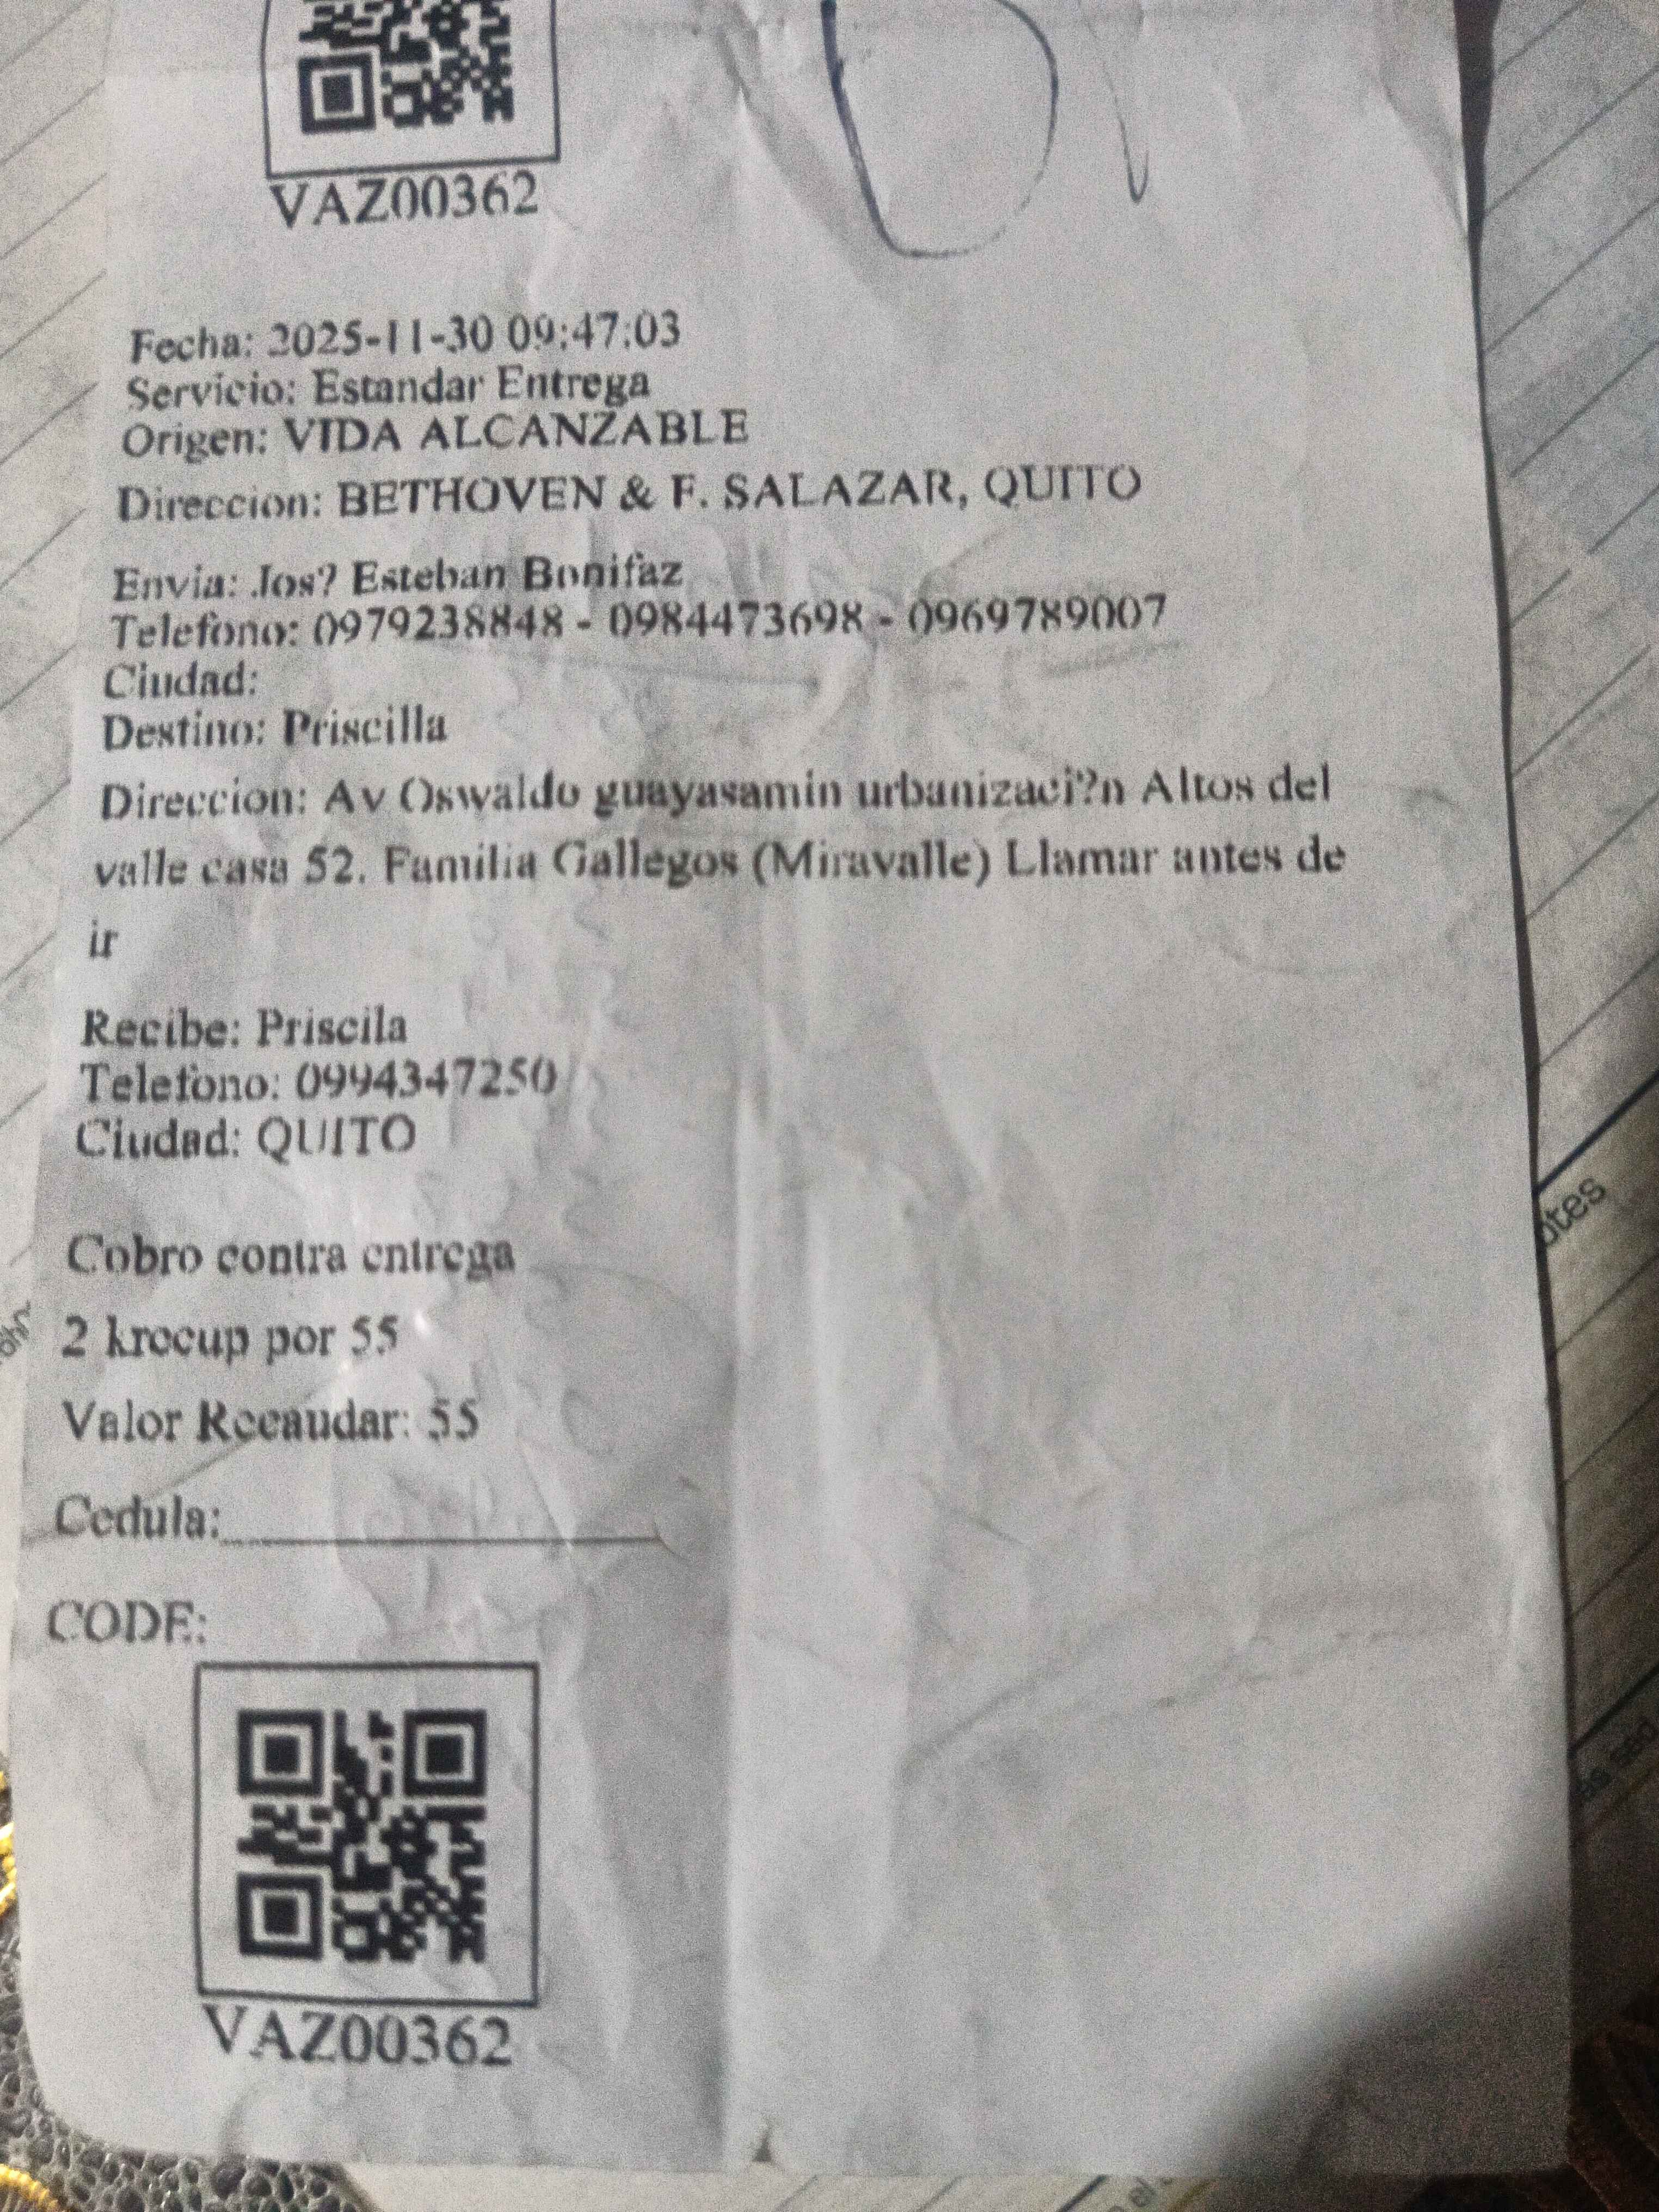 VAZ00362
Fecha: 2025-11-30 09:47:03
Servicio: Estandar Entrega
Origen: VIDA ALCANZABLE
Direccion: BETHOVEN & F. SALAZAR, QUITO
Envia: Jos? Esteban Bonifaz
Telefono: 0979238848 - 0984473698 - 0969789007
Ciudad:
Destino: Priscilla
Direccion: Av Oswaldo guayasamin urbanizaci?n Altos del
valle casa 52. Familia Gallegos (Miravalle) Llamar antes de
ir
Recibe: Priscila
Telefono: 0994347250
Ciudad: QUITO
Cobro contra entrega
2 krecup por 55
Valor Recaudar: 55
Cedula:
CODE:
VAZ00362